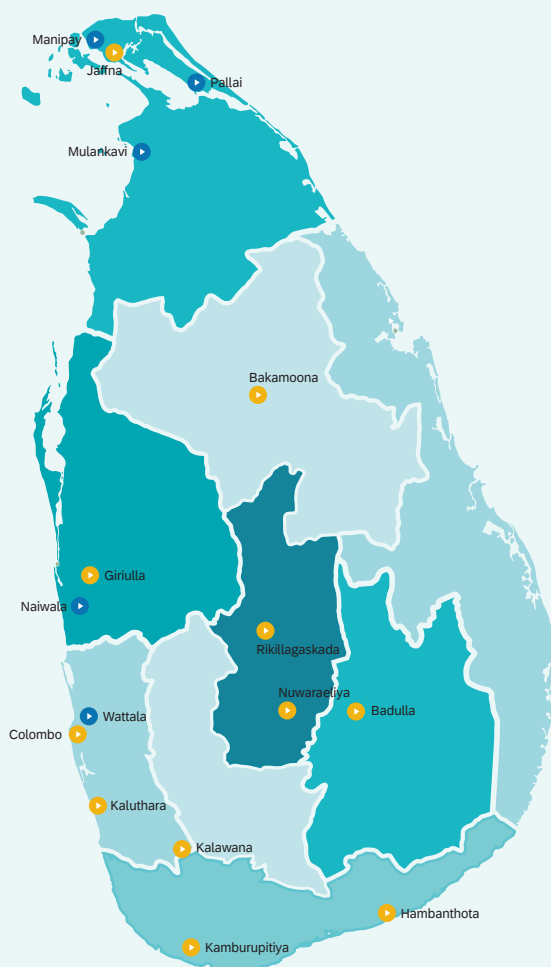 Manipay
Jaffna
Pallai
Mulankavi
Bakamoona
Giriulla
Naiwala
Rikillagaskada
Nuwaraeliya
Badulla
Wattala
Colombo
Kaluthara
Kalawana
Hambanthota
Kamburupitiya